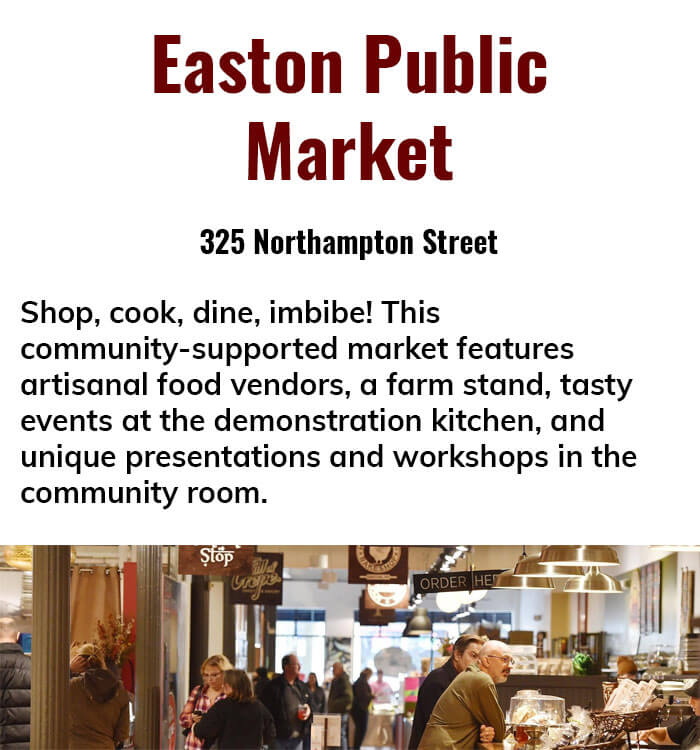 Easton Public
Market
325 Northampton Street
Shop, cook, dine, imbibe! This
community-supported market features
artisanal food vendors, a farm stand, tasty
events at the demonstration kitchen, and
unique presentations and workshops in the
community room.
Stop
ORDER HE